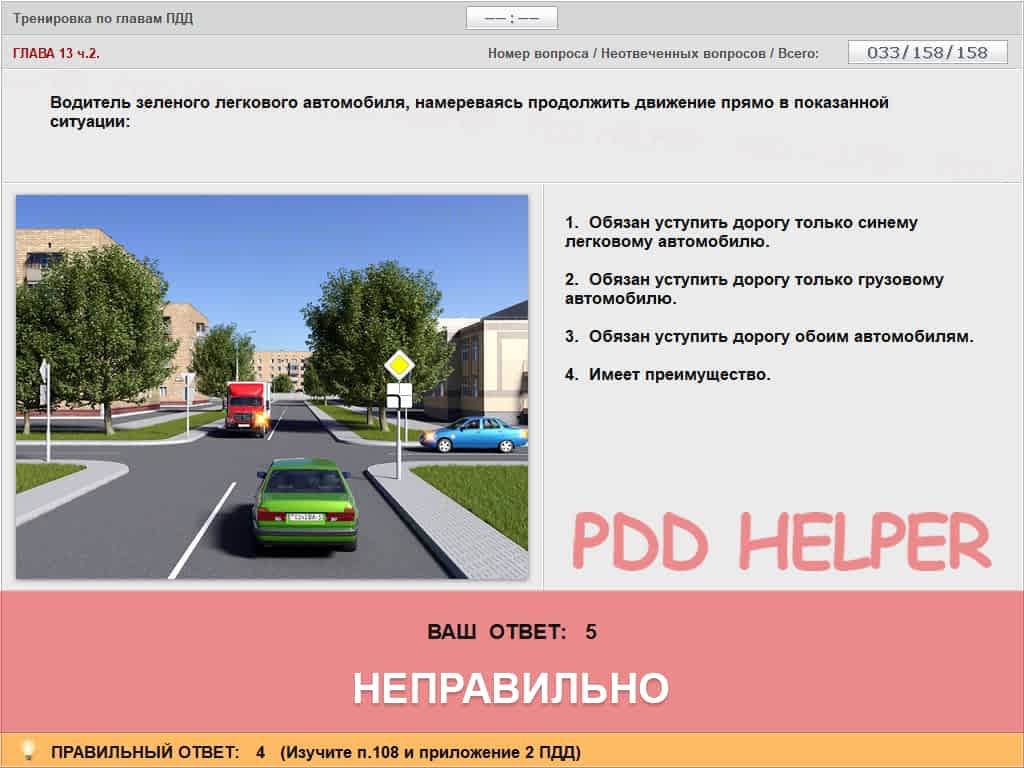 Тренировка по главам ПДД
—— : ——
ГЛАВА 13 ч.2.
Номер вопроса / Неотвеченных вопросов / Всего:
033/158/158
Водитель зеленого легкового автомобиля, намереваясь продолжить движение прямо в показанной
ситуации:
1. Обязан уступить дорогу только синему
легковому автомобилю.
2. Обязан уступить дорогу только грузовому
автомобилю.
3. Обязан уступить дорогу обоим автомобилям.
4. Имеет преимущество.
PDD HELPER
ВАШ ОТВЕТ: 5
НЕПРАВИЛЬНО
ПРАВИЛЬНЫЙ ОТВЕТ: 4 (Изучите п.108 и приложение 2 ПДД)